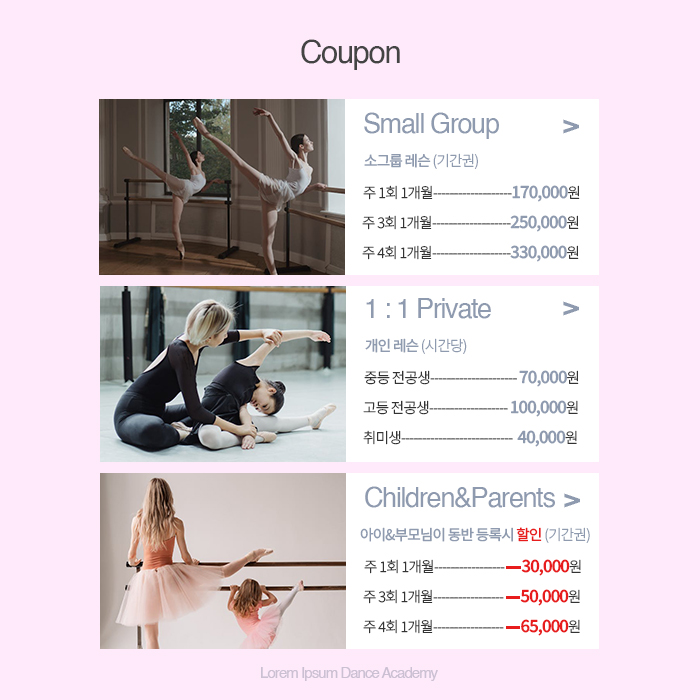 Coupon
Small Group >
소그룹 레슨 (기간권)
주 1회 1개월-------------------170,000원
주 3회 1개월-------------------250,000원
주 4회 1개월-------------------330,000원
1 : 1 Private >
개인 레슨 (시간당)
중등 전공생--------------------- 70,000원
고등 전공생------------------- 100,000원
취미생--------------------------- 40,000원
Children&Parents >
아이&부모님이 동반 등록시 할인 (기간권)
주 1회 1개월----------------- —30,000원
주 3회 1개월----------------- —50,000원
주 4회 1개월----------------- —65,000원
Lorem Ipsum Dance Academy